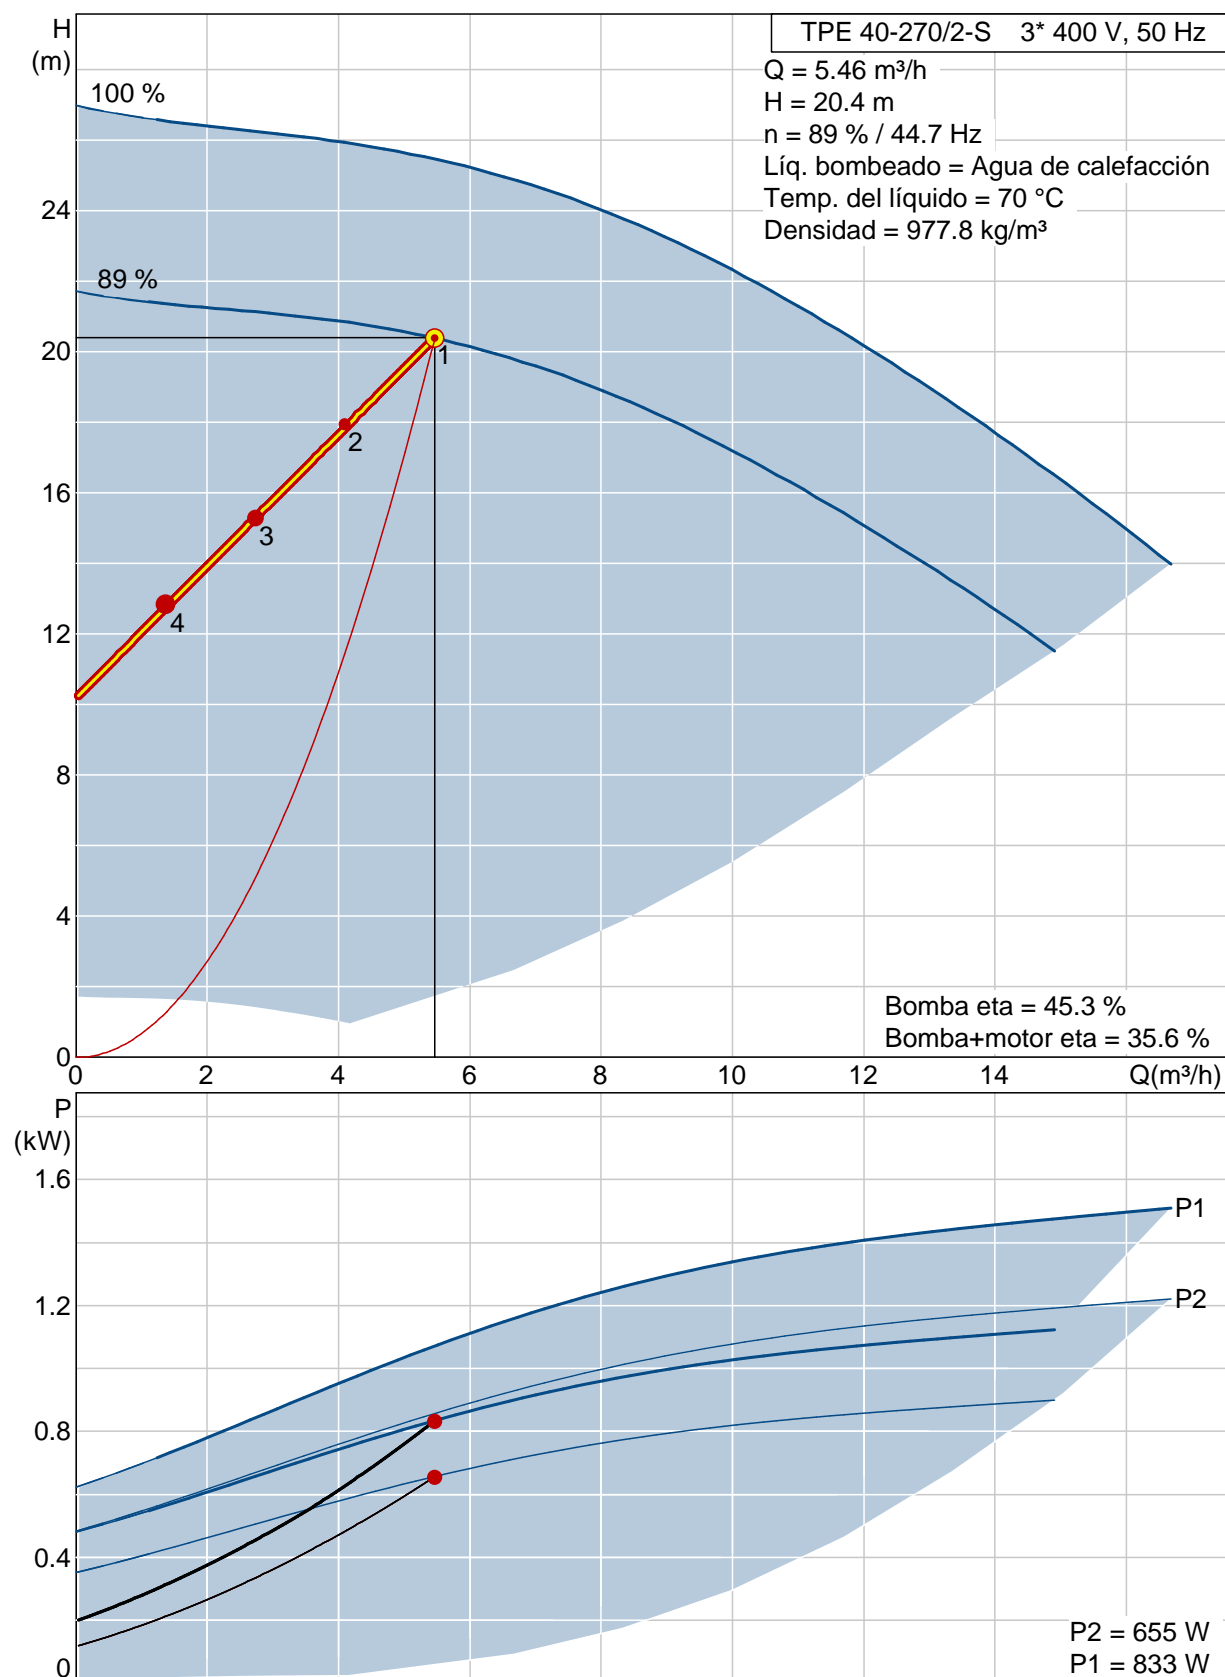 H
(m)
TPE 40-270/2-S 3* 400 V, 50 Hz
Q = 5.46 m³/h
H = 20.4 m
n = 89 % / 44.7 Hz
Líq. bombeado = Agua de calefacción
Temp. del líquido = 70 °C
Densidad = 977.8 kg/m³
100 %
24
89 %
20
1
2
16
3
4
12
8
4
Bomba eta = 45.3 %
Bomba+motor eta = 35.6 %
0
0 2 4 6 8 10 12 14 Q(m³/h)
P
(kW)
1.6
P1
1.2
P2
0.8
0.4
P2 = 655 W
P1 = 833 W
0